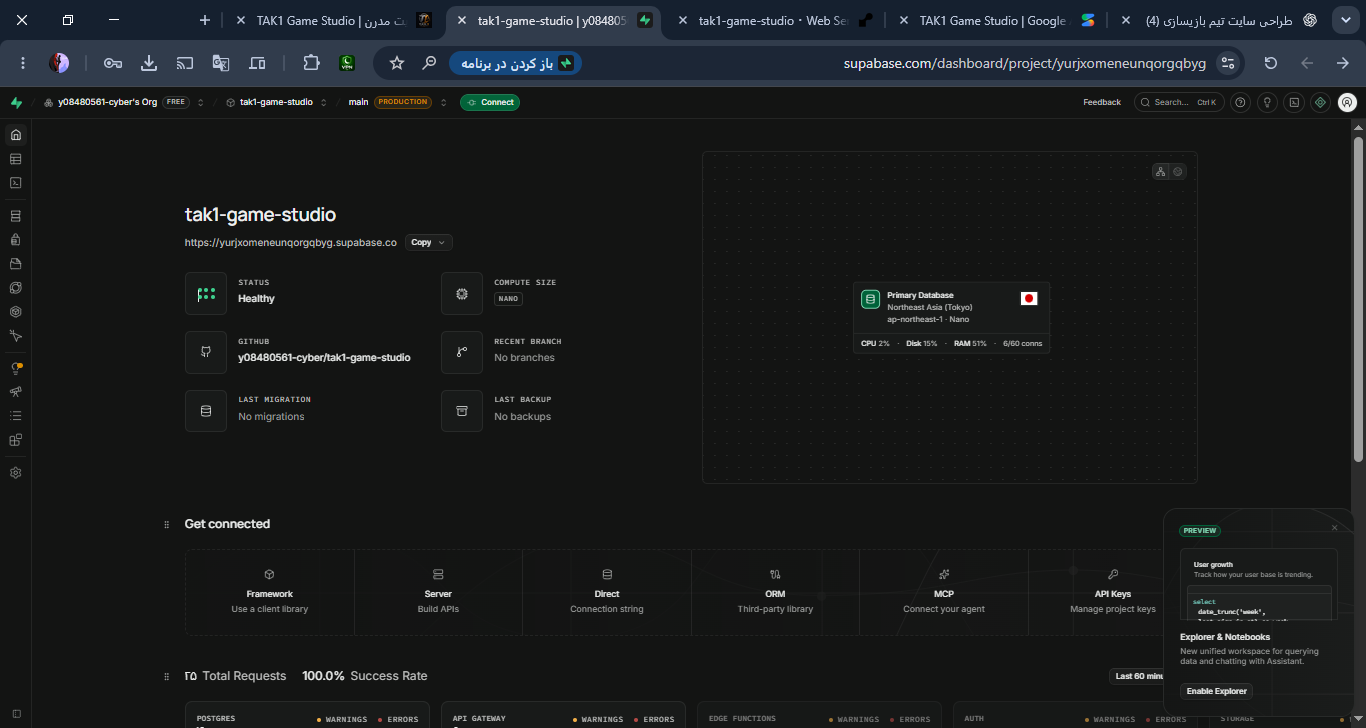 TAK1 Game Studio | یت مدرن
tak1-game-studio | y08480
tak1-game-studio · Web Se
TAK1 Game Studio | Google
طراحی سایت تیم بازیسازی (4)
باز کردن در برنامه
supabase.com/dashboard/project/yurjxomeneunqorgqbyg
y08480561-cyber's Org FREE
tak1-game-studio
main PRODUCTION
Connect
Feedback
Search... Ctrl K
tak1-game-studio
https://yurjxomeneunqorgqbyg.supabase.co Copy
STATUS
Healthy
COMPUTE SIZE
NANO
GITHUB
y08480561-cyber/tak1-game-studio
RECENT BRANCH
No branches
LAST MIGRATION
No migrations
LAST BACKUP
No backups
Primary Database
Northeast Asia (Tokyo)
ap-northeast-1 · Nano
CPU 2% · Disk 15% · RAM 51% · 6/60 conns
Get connected
Framework
Use a client library
Server
Build APIs
Direct
Connection string
ORM
Third-party library
MCP
Connect your agent
API Keys
Manage project keys
Total Requests 100.0% Success Rate
Last 60 minu
POSTGRES WARNINGS ERRORS
API GATEWAY WARNINGS ERRORS
EDGE FUNCTIONS WARNINGS ERRORS
AUTH WARNINGS ERRORS
STORAGE
PREVIEW
User growth
Track how your user base is trending.
select
date_trunc('week',
Explorer & Notebooks
New unified workspace for querying
data and chatting with Assistant.
Enable Explorer